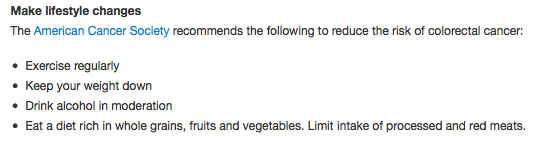 Make lifestyle changes
The American Cancer Society recommends the following to reduce the risk of colorectal cancer:
• Exercise regularly
• Keep your weight down
• Drink alcohol in moderation
• Eat a diet rich in whole grains, fruits and vegetables. Limit intake of processed and red meats.